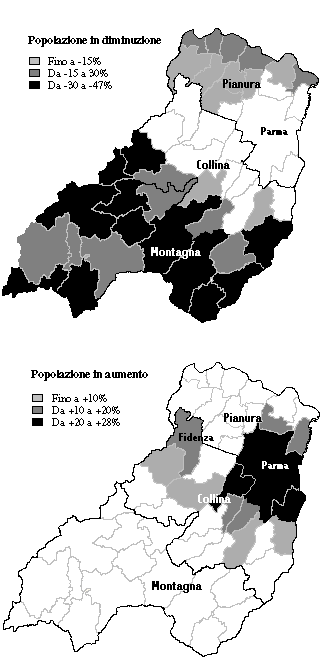 Popolazione in diminuzione
Fino a -15%
Da -15 a 30%
Da -30 a -47%
Pianura
Parma
Collina
Montagna
Popolazione in aumento
Fino a +10%
Da +10 a +20%
Da +20 a +28%
Pianura
Fidenza
Parma
Collina
Montagna